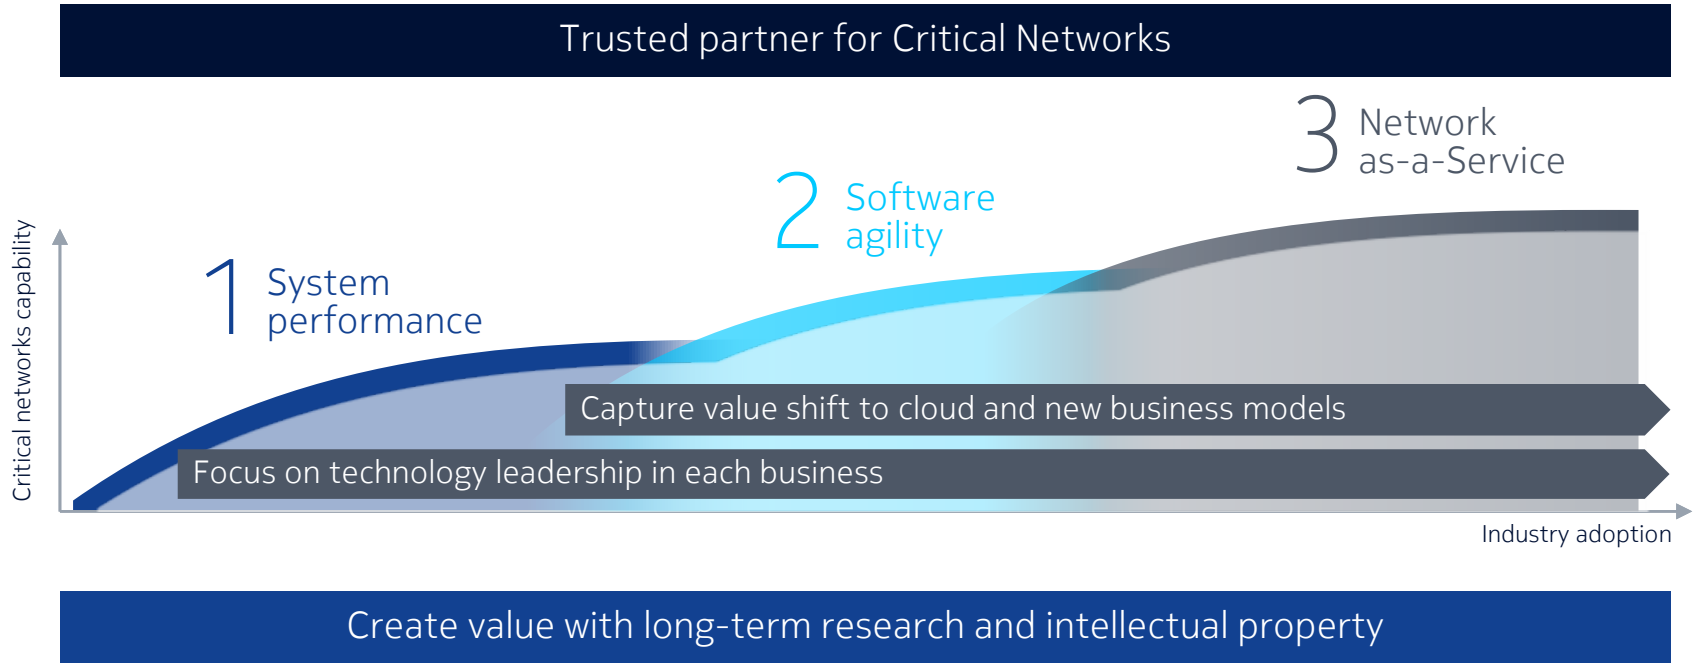 Trusted partner for Critical Networks
3
Network
as-a-Service
2
Software
agility
1
System
performance
Critical networks capability
Capture value shift to cloud and new business models
Focus on technology leadership in each business
Industry adoption
Create value with long-term research and intellectual property